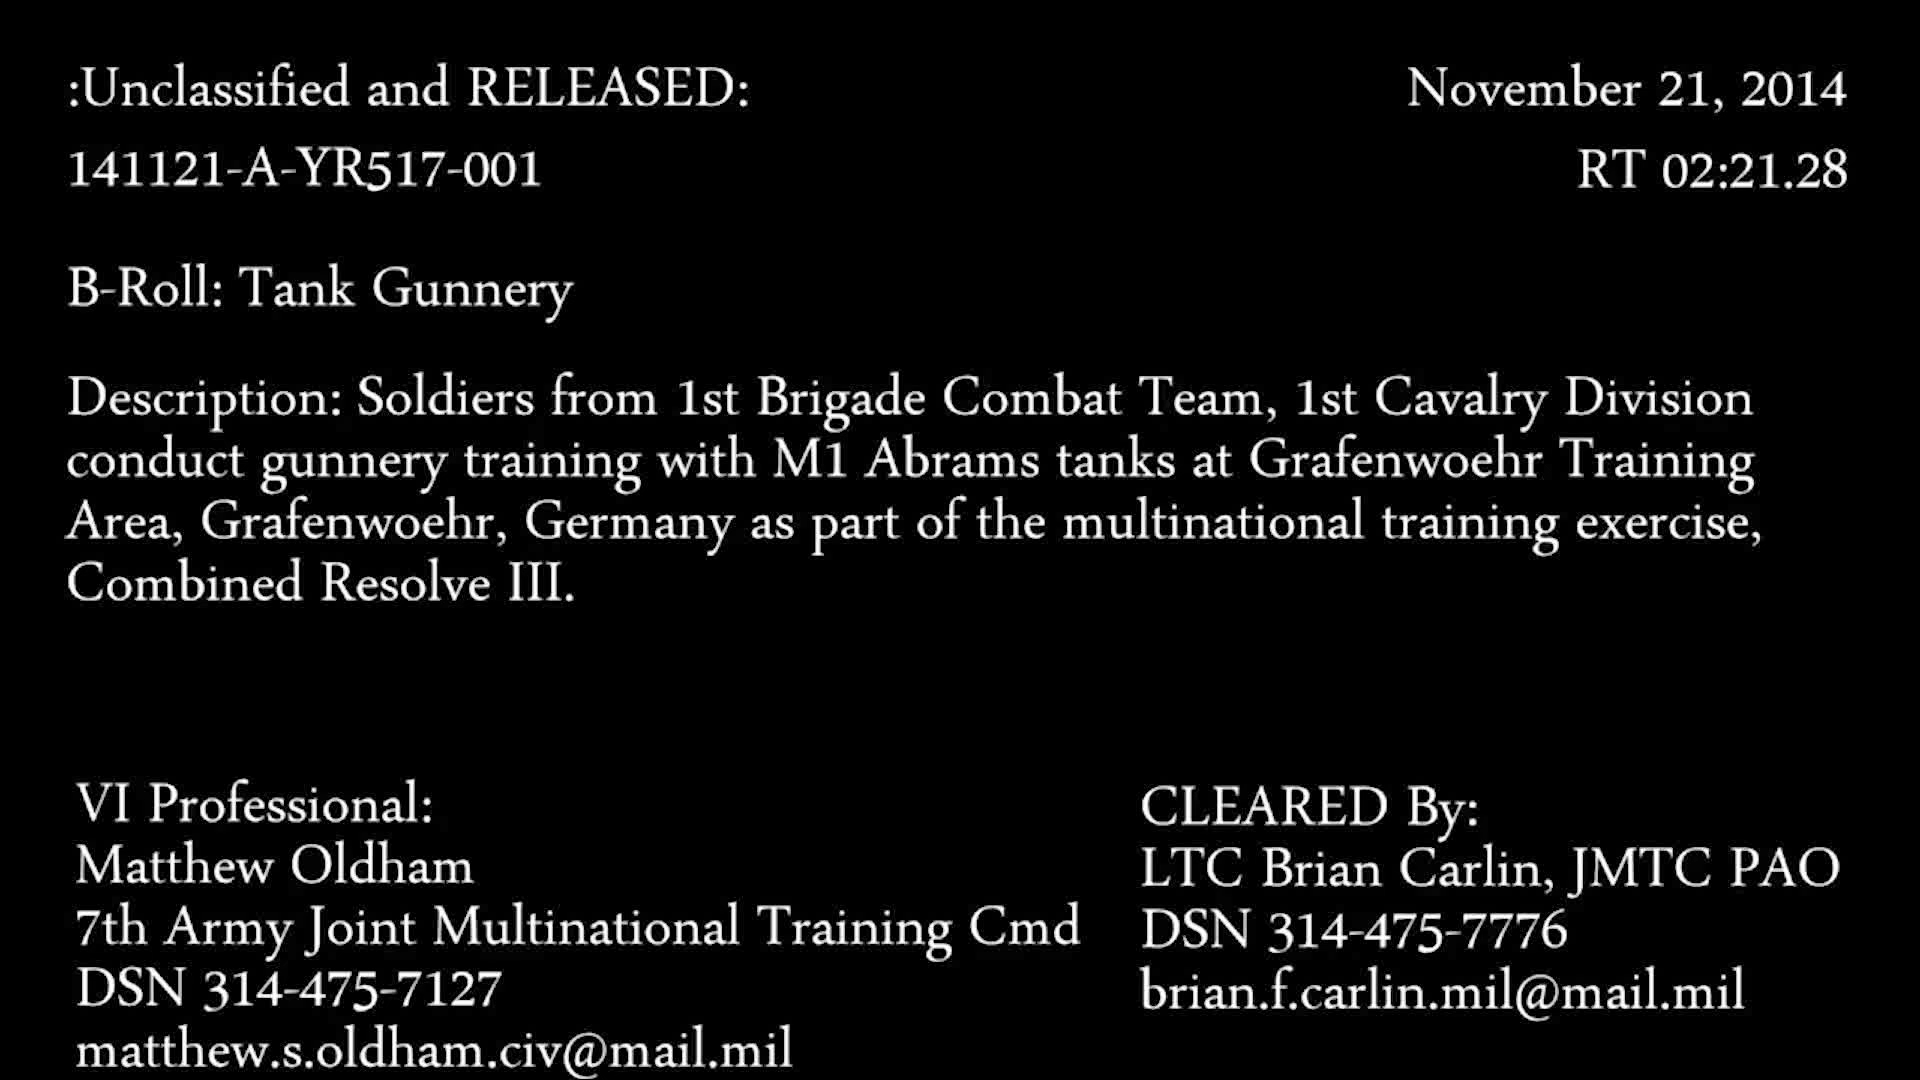 :Unclassified and RELEASED:
November 21, 2014
141121-A-YR517-001
RT 02:21.28
B-Roll: Tank Gunnery
Description: Soldiers from 1st Brigade Combat Team, 1st Cavalry Division
conduct gunnery training with M1 Abrams tanks at Grafenwoehr Training
Area, Grafenwoehr, Germany as part of the multinational training exercise,
Combined Resolve III.
VI Professional:
Matthew Oldham
7th Army Joint Multinational Training Cmd
DSN 314-475-7127
matthew.s.oldham.civ@mail.mil
CLEARED By:
LTC Brian Carlin, JMTC PAO
DSN 314-475-7776
brian.f.carlin.mil@mail.mil